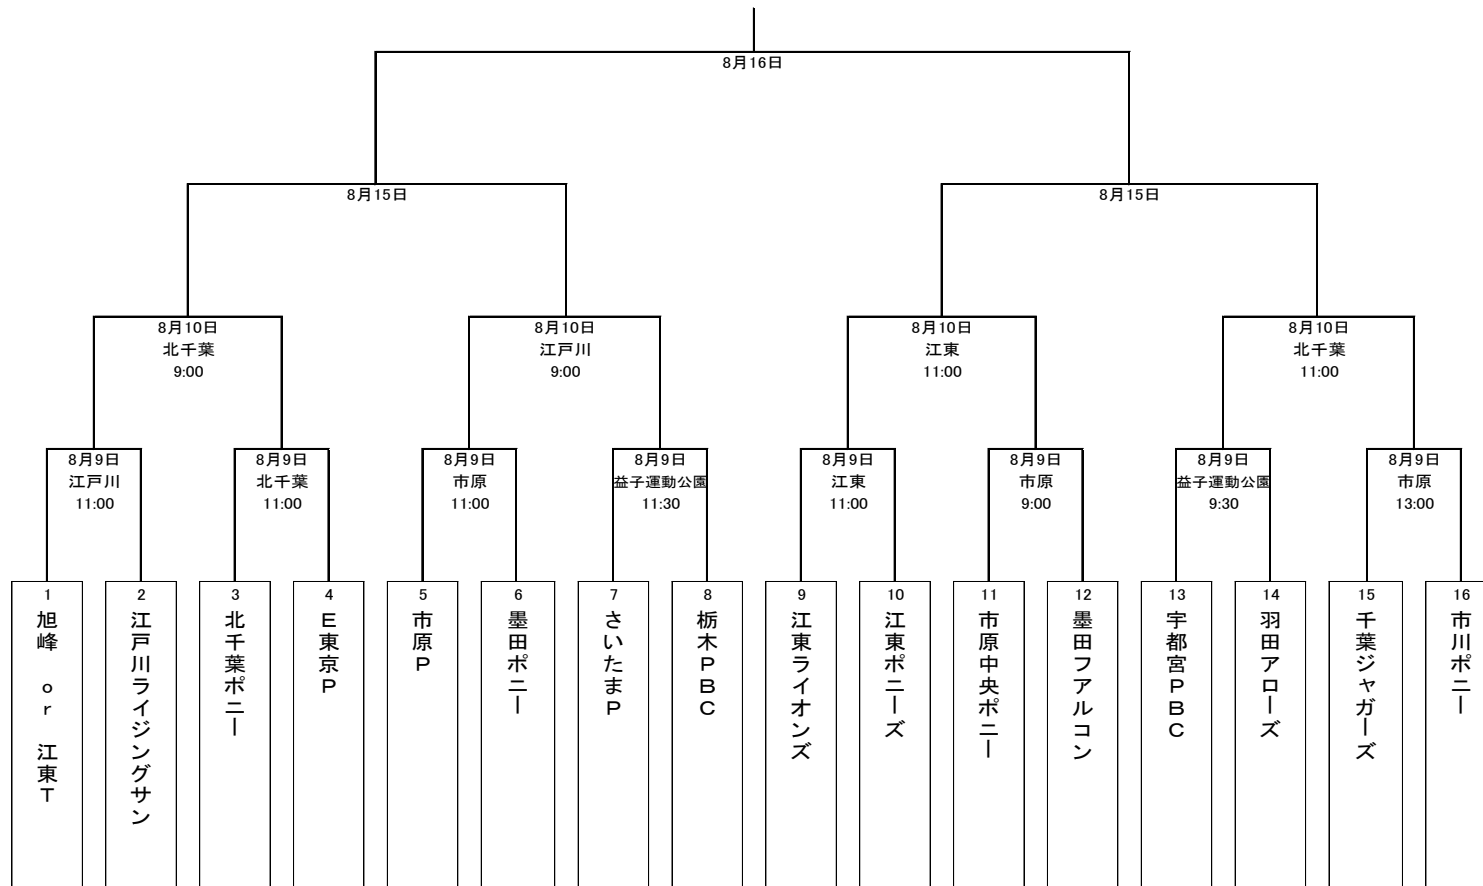 8月16日
8月15日
8月15日
8月10日
北千葉
9:00
8月10日
江戸川
9:00
8月10日
江東
11:00
8月10日
北千葉
11:00
8月9日
江戸川
11:00
8月9日
北千葉
11:00
8月9日
市原
11:00
8月9日
益子運動公園
11:30
8月9日
江東
11:00
8月9日
市原
9:00
8月9日
益子運動公園
9:30
8月9日
市原
13:00
1
旭峰 or 江東T
2
江戸川ライジングサン
3
北千葉ポニー
4
E東京P
5
市原P
6
墨田ポニー
7
さいたまP
8
栃木PBC
9
江東ライオンズ
10
江東ポニーズ
11
市原中央ポニー
12
墨田フアルコン
13
宇都宮PBC
14
羽田アローズ
15
千葉ジャガーズ
16
市川ポニー